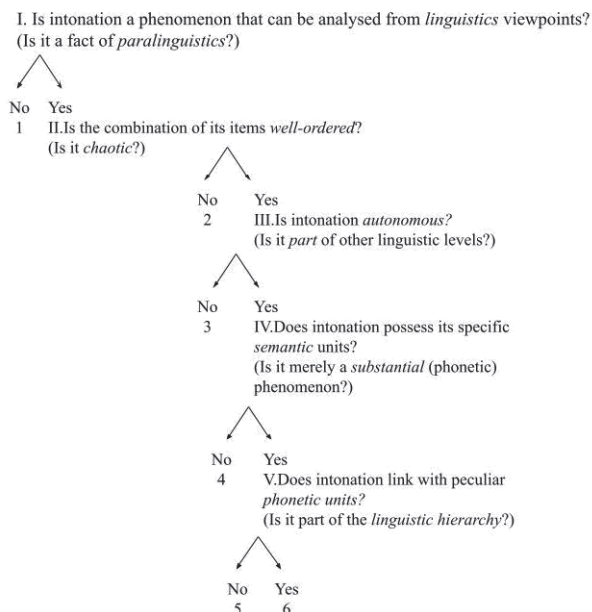 I. Is intonation a phenomenon that can be analysed from linguistics viewpoints?
(Is it a fact of paralinguistics?)
No Yes
1 II.Is the combination of its items well-ordered?
(Is it chaotic?)
No Yes
2 III.Is intonation autonomous?
(Is it part of other linguistic levels?)
No Yes
3 IV.Does intonation possess its specific
semantic units?
(Is it merely a substantial (phonetic)
phenomenon?)
No Yes
4 V.Does intonation link with peculiar
phonetic units?
(Is it part of the linguistic hierarchy?)
No Yes
5 6